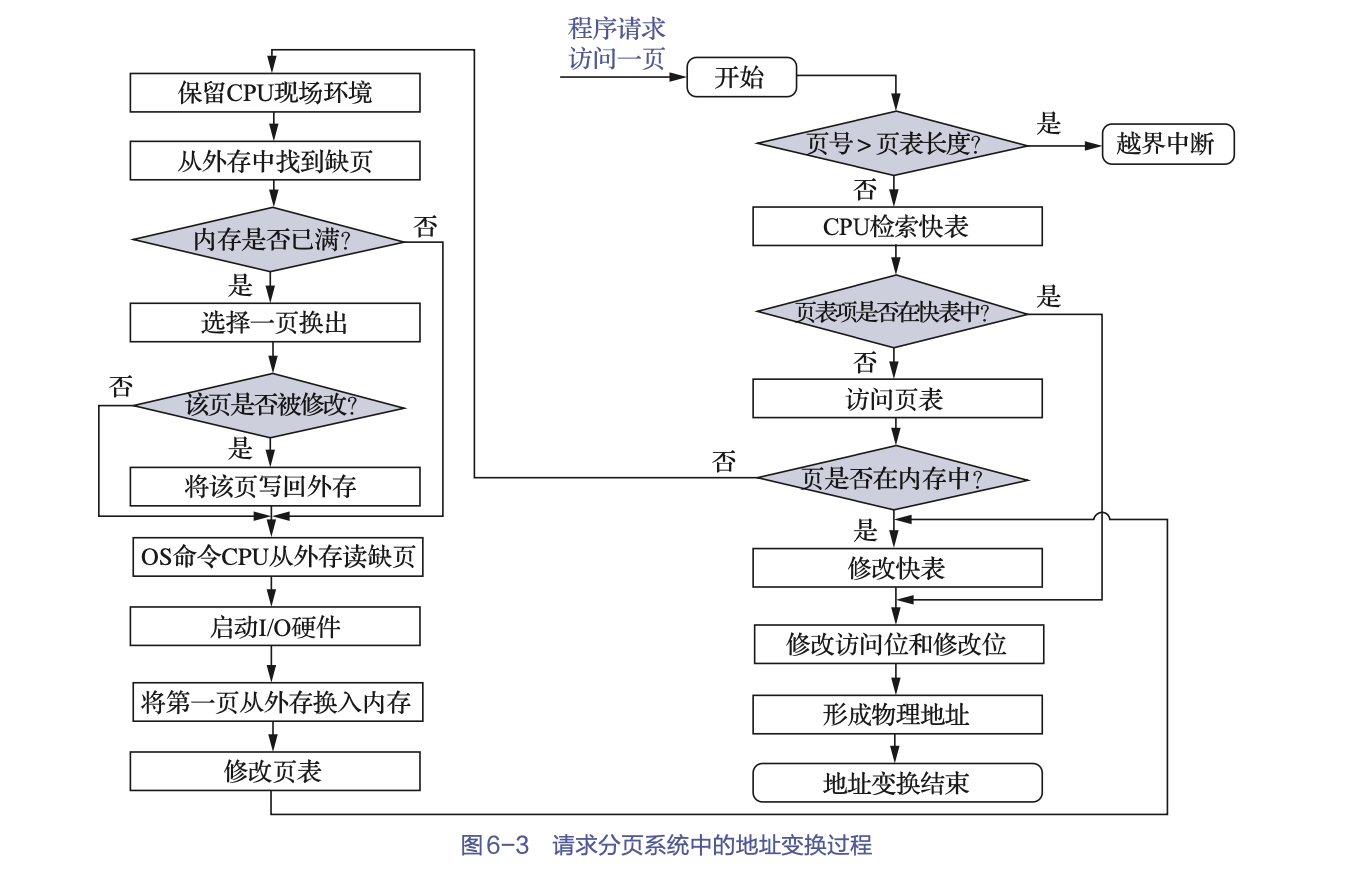 程序请求
访问一页
开始
页号＞页表长度?
是
越界中断
否
CPU检索快表
页表项是否在快表中?
是
否
访问页表
页是否在内存中?
否
是
修改快表
修改访问位和修改位
形成物理地址
地址变换结束
保留CPU现场环境
从外存中找到缺页
内存是否已满?
否
是
选择一页换出
该页是否被修改?
否
是
将该页写回外存
OS命令CPU从外存读缺页
启动I/O硬件
将第一页从外存换入内存
修改页表
图6–3 请求分页系统中的地址变换过程